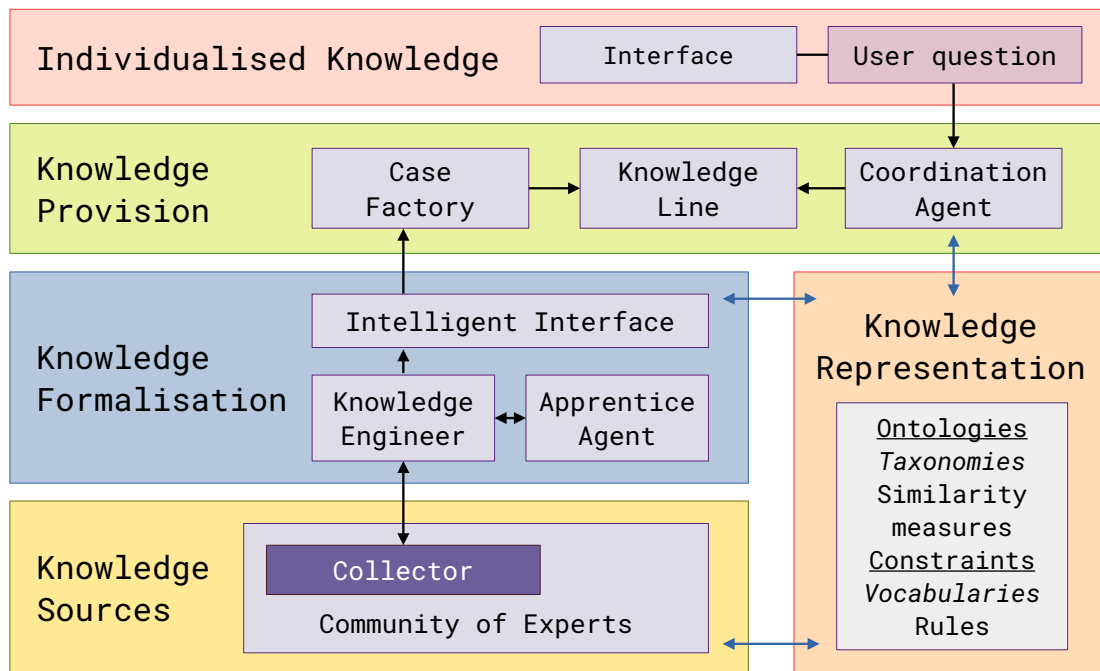 Individualised Knowledge
Interface
User question
Knowledge
Provision
Case
Factory
Knowledge
Line
Coordination
Agent
Knowledge
Formalisation
Intelligent Interface
Knowledge
Engineer
Apprentice
Agent
Knowledge
Representation
Ontologies
Taxonomies
Similarity
measures
Constraints
Vocabularies
Rules
Knowledge
Sources
Collector
Community of Experts